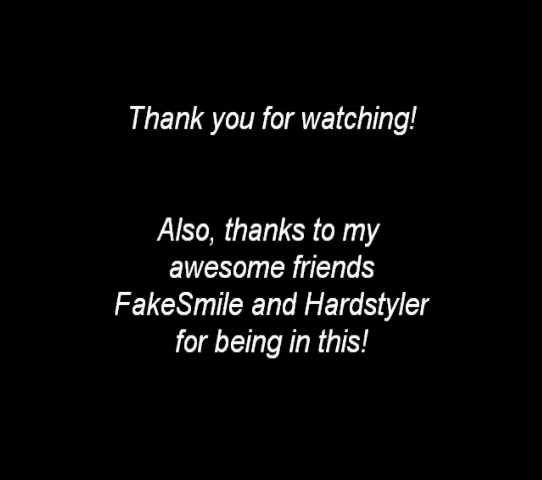 Thank you for watching!
Also, thanks to my
awesome friends
FakeSmile and Hardstyler
for being in this!